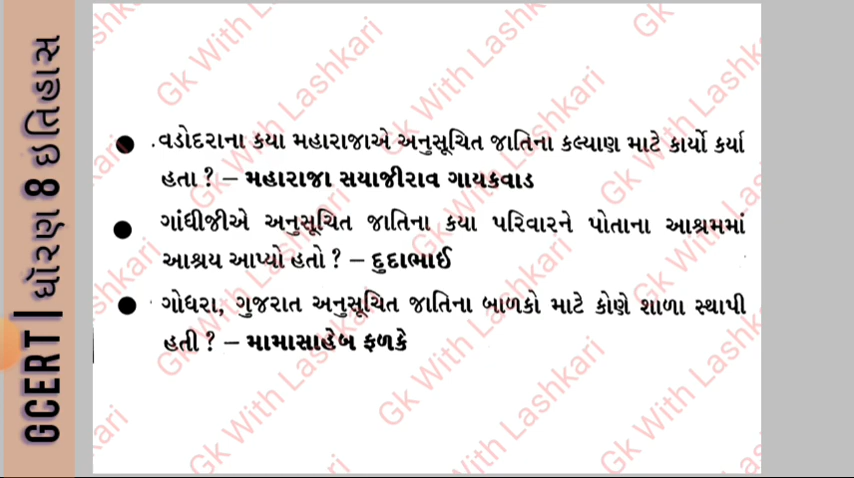 GCERT | ધોરણ 8 ઇતિહાસ
વડોદરાના કયા મહારાજાએ અનુસૂચિત જાતિના કલ્યાણ માટે કાર્યો કર્યા
હતા ? – મહારાજા સયાજીરાવ ગાયકવાડ
ગાંધીજીએ અનુસૂચિત જાતિના કયા પરિવારને પોતાના આશ્રમમાં
આશ્રય આપ્યો હતો ? – દુદાભાઈ
ગોધરા, ગુજરાત અનુસૂચિત જાતિના બાળકો માટે કોણે શાળા સ્થાપી
હતી ? – મામાસાહેબ ફળકે
Gk With Lashkari